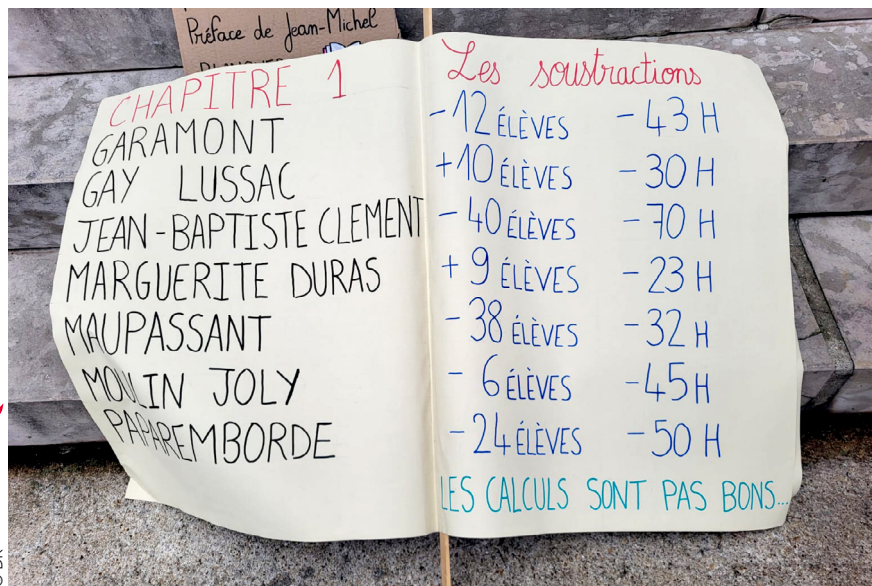 Préface de Jean-Michel
CHAPITRE 1
GARAMONT
GAY LUSSAC
JEAN-BAPTISTE CLEMENT
MARGUERITE DURAS
MAUPASSANT
MOULIN JOLY
PAPAREMBORDE
Les soustractions
-12 ÉLÈVES -43 H
+10 ÉLÈVES -30 H
-40 ÉLÈVES -70 H
+9 ÉLÈVES -23 H
-38 ÉLÈVES -32 H
-6 ÉLÈVES -45 H
-24 ÉLÈVES -50 H
LES CALCULS SONT PAS BONS...